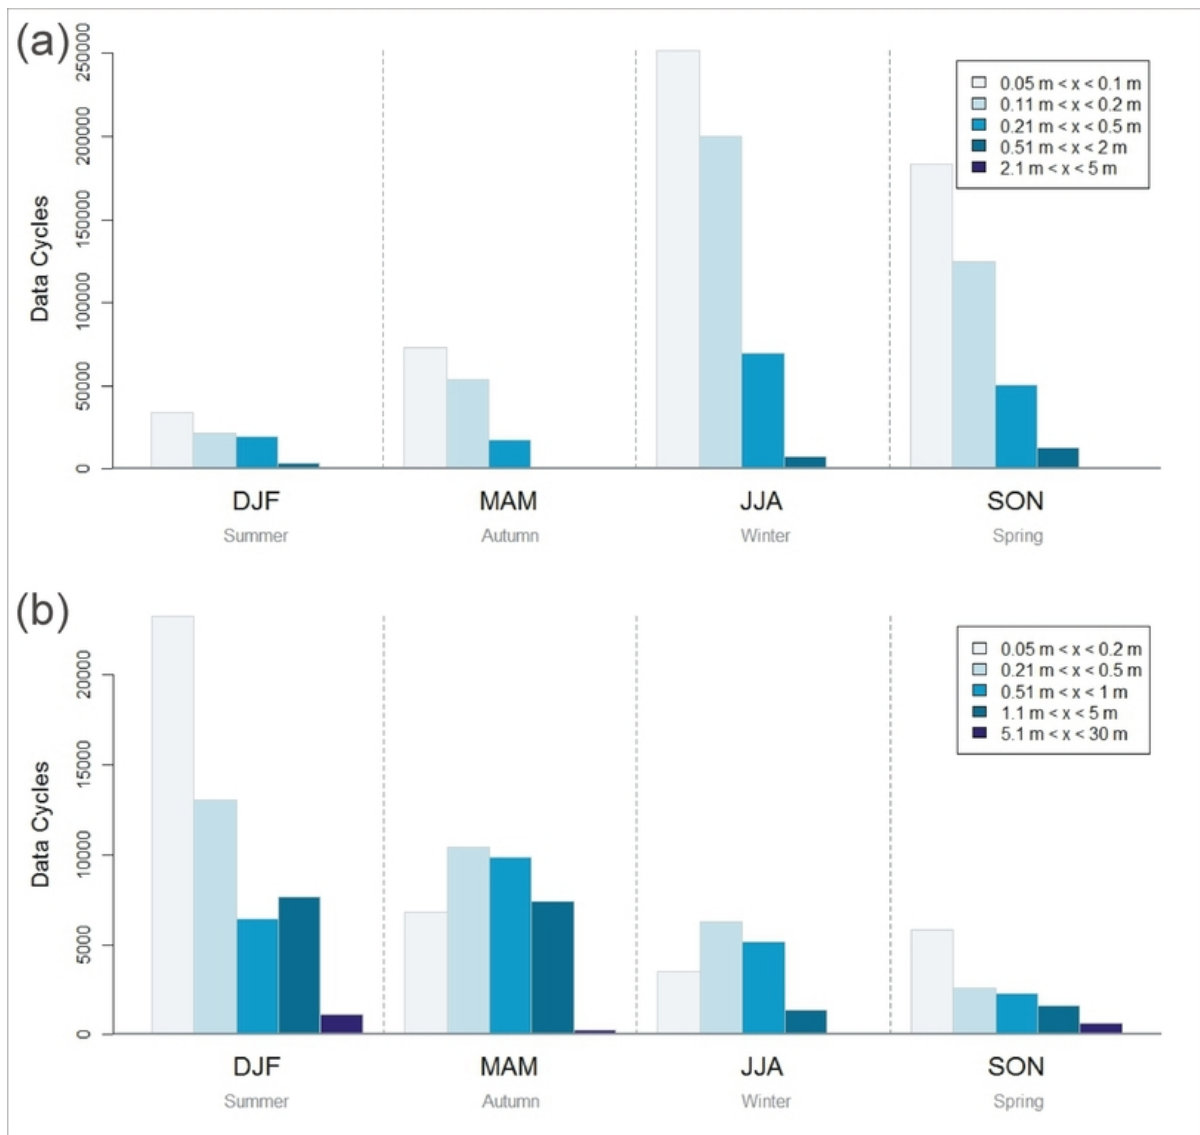 (a)
Data Cycles
250000
200000
150000
100000
50000
0
0.05 m < x < 0.1 m
0.11 m < x < 0.2 m
0.21 m < x < 0.5 m
0.51 m < x < 2 m
2.1 m < x < 5 m
DJF MAM JJA SON
Summer Autumn Winter Spring
(b)
Data Cycles
20000
15000
10000
5000
0
0.05 m < x < 0.2 m
0.21 m < x < 0.5 m
0.51 m < x < 1 m
1.1 m < x < 5 m
5.1 m < x < 30 m
DJF MAM JJA SON
Summer Autumn Winter Spring